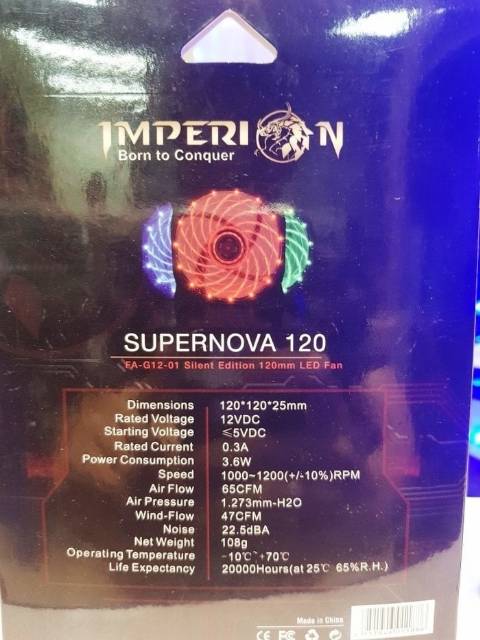 IMPERION
Born to Conquer
SUPERNOVA 120
FA-G12-01 Silent Edition 120mm LED Fan
Dimensions 120*120*25mm
Rated Voltage 12VDC
Starting Voltage ≤5VDC
Rated Current 0.3A
Power Consumption 3.6W
Speed 1000~1200(+/-10%)RPM
Air Flow 65CFM
Air Pressure 1.273mm-H2O
Wind-Flow 47CFM
Noise 22.5dBA
Net Weight 108g
Operating Temperature -10℃~+70℃
Life Expectancy 20000Hours(at 25℃ 65%R.H.)
Made in China
CE FC